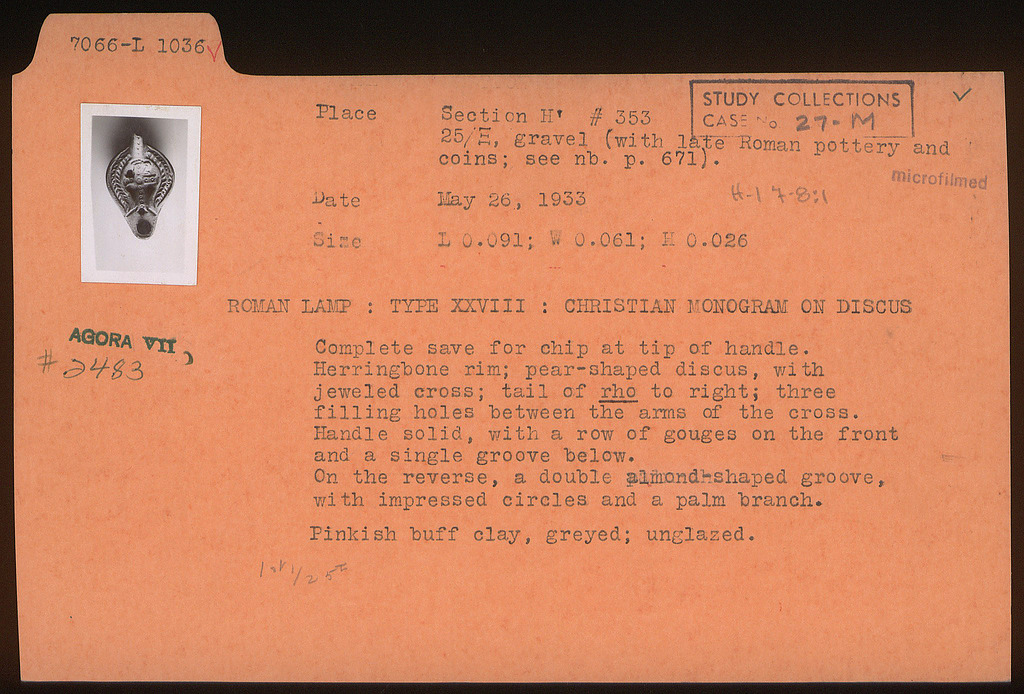 7066-L 1036
Place
Section H' # 353
25/Ξ, gravel (with late Roman pottery and
coins; see nb. p. 671).
STUDY COLLECTIONS
CASE No 27-M
microfilmed
Date May 26, 1933
H-17-8:1
Size L 0.091; W 0.061; H 0.026
ROMAN LAMP : TYPE XXVIII : CHRISTIAN MONOGRAM ON DISCUS
AGORA VII,
# 2483
Complete save for chip at tip of handle.
Herringbone rim; pear-shaped discus, with
jeweled cross; tail of rho to right; three
filling holes between the arms of the cross.
Handle solid, with a row of gouges on the front
and a single groove below.
On the reverse, a double almond-shaped groove,
with impressed circles and a palm branch.
Pinkish buff clay, greyed; unglazed.